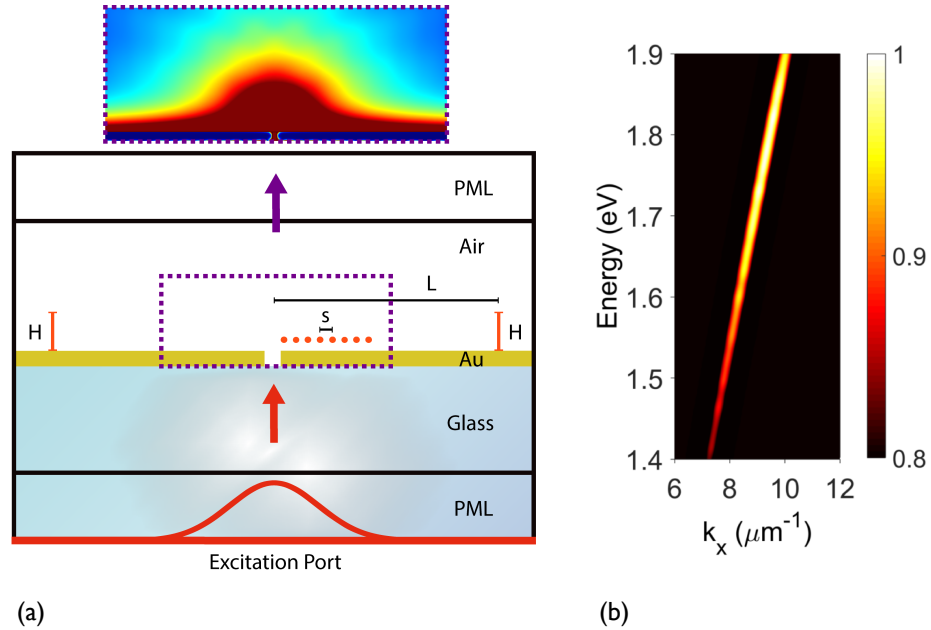 PML
Air
L
s
H
H
Au
Glass
PML
Excitation Port
(a)
1.9
1.8
1.7
1.6
1.5
1.4
Energy (eV)
6
8
10
12
k_x (μm⁻¹)
1
0.9
0.8
(b)